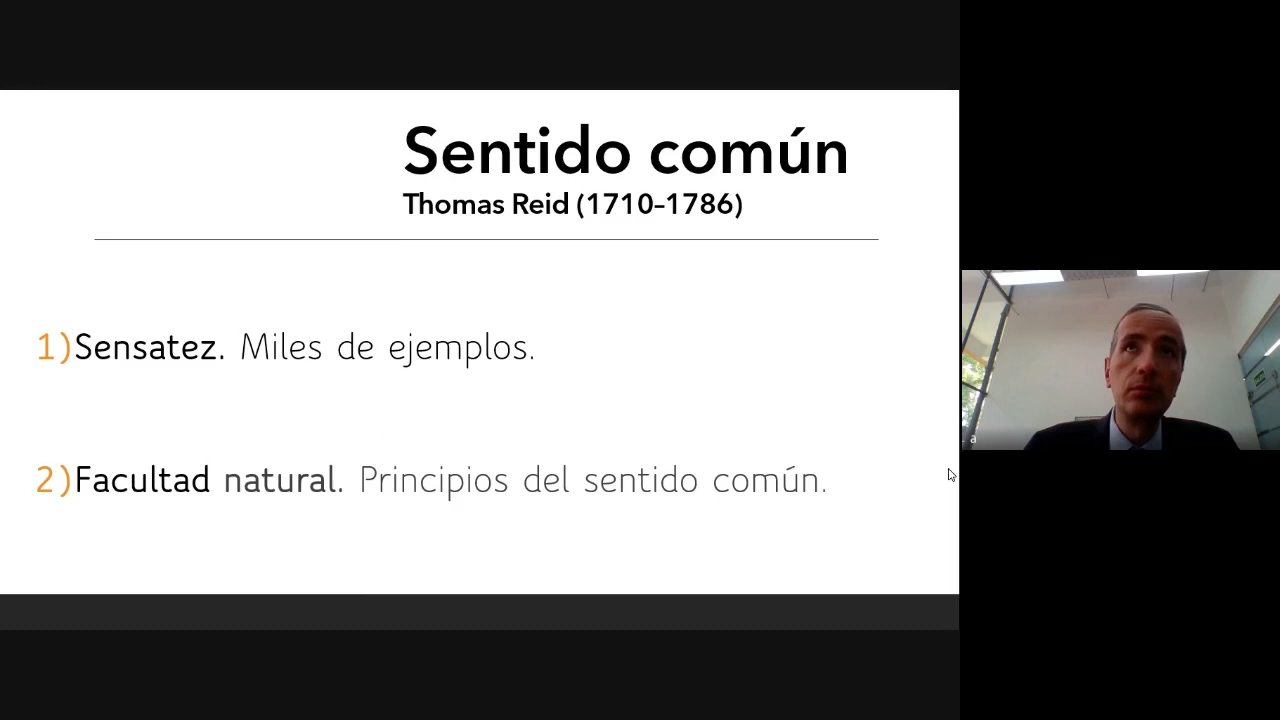 Sentido común
Thomas Reid (1710–1786)
1)Sensatez. Miles de ejemplos.
2)Facultad natural. Principios del sentido común.
a